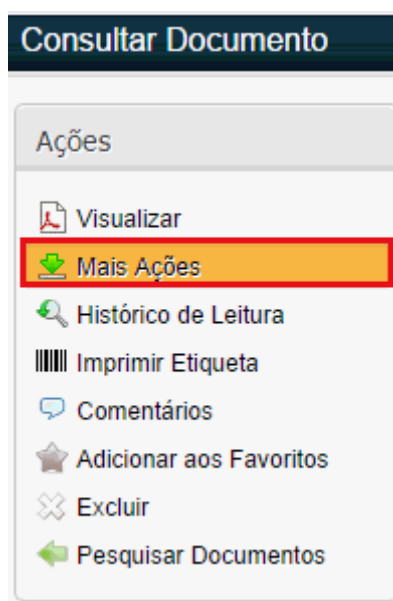 Consultar Documento
Ações
Visualizar
Mais Ações
Histórico de Leitura
Imprimir Etiqueta
Comentários
Adicionar aos Favoritos
Excluir
Pesquisar Documentos